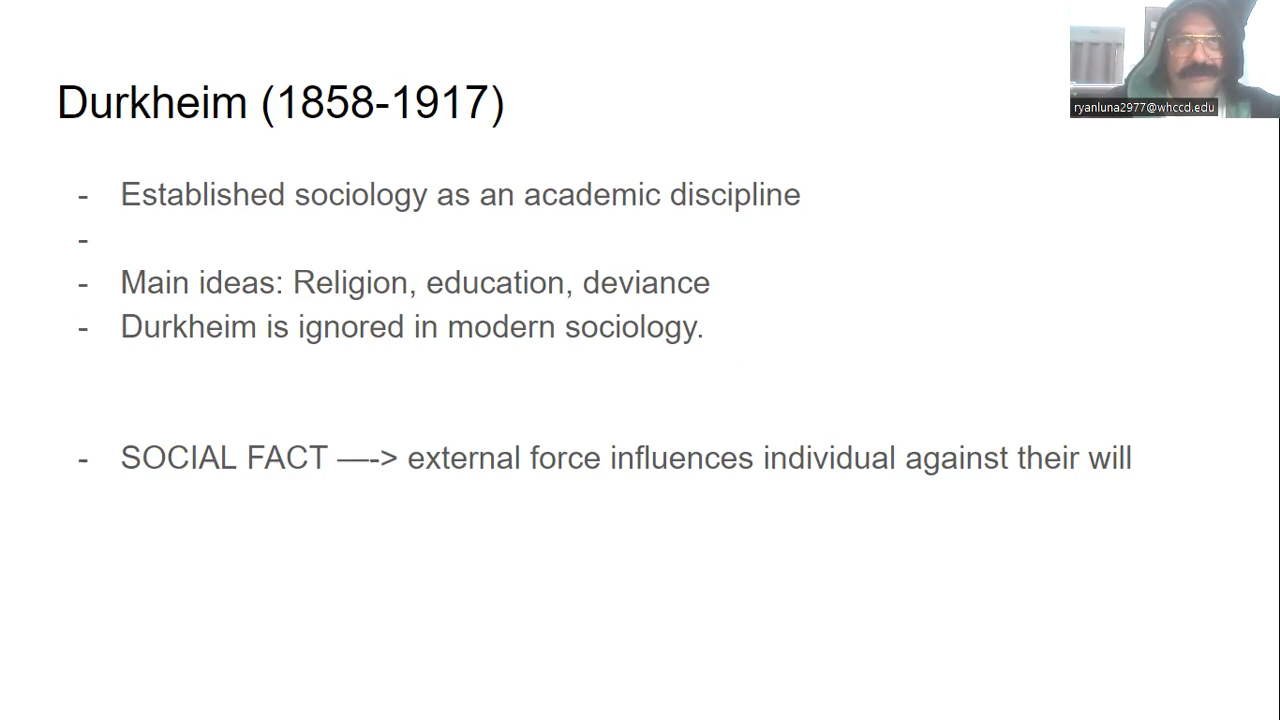 Durkheim (1858-1917)
ryanluna2977@whccd.edu
- Established sociology as an academic discipline
-
- Main ideas: Religion, education, deviance
- Durkheim is ignored in modern sociology.
- SOCIAL FACT —-> external force influences individual against their will